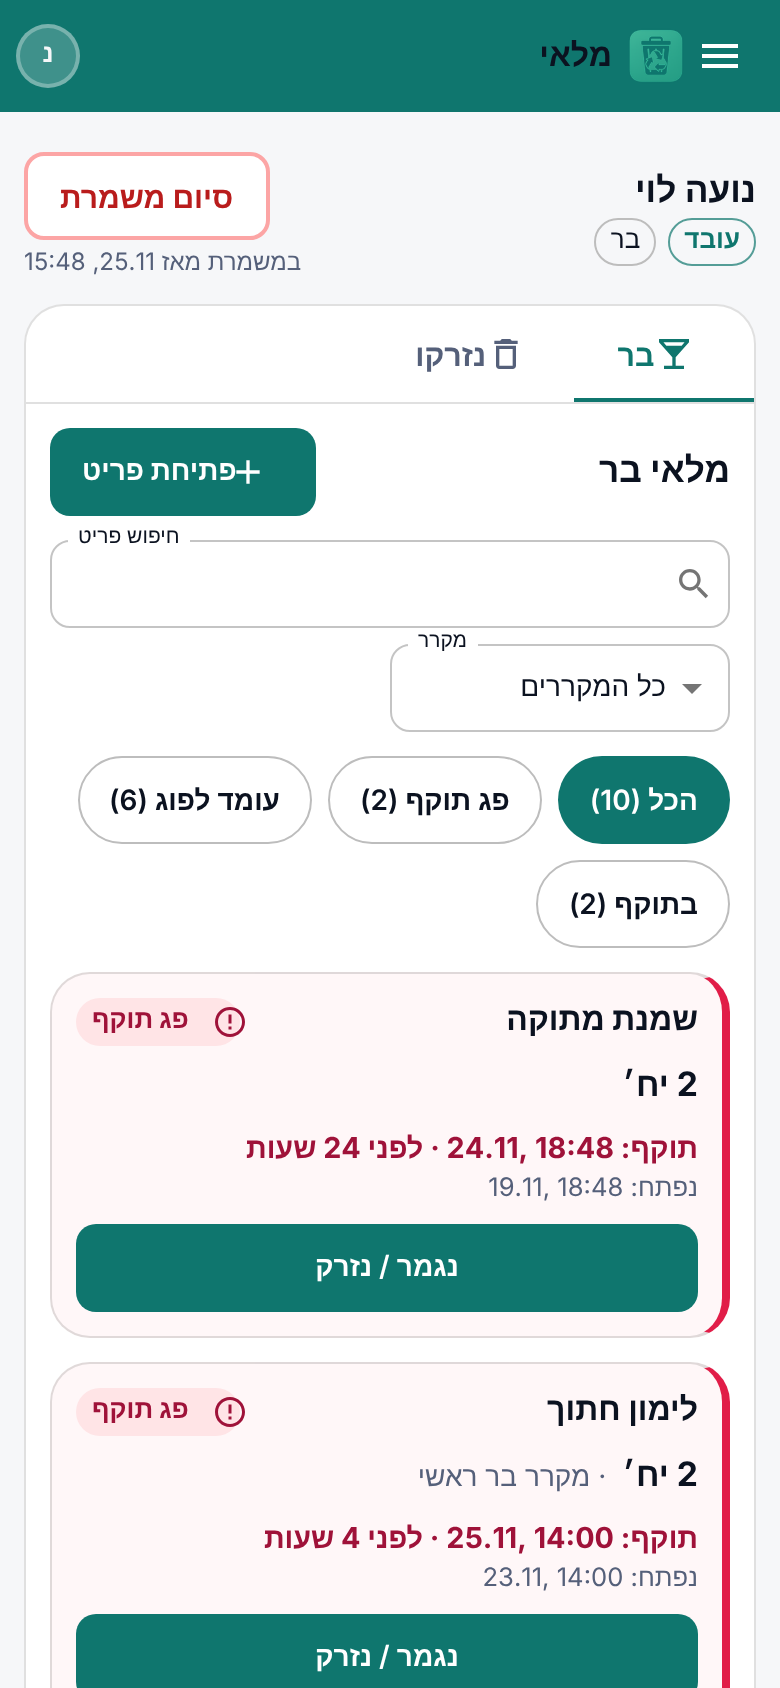 מלאי
נ
נועה לוי
סיום משמרת
עובד
בר
במשמרת מאז 25.11, 15:48
בר
נזרקו
מלאי בר
פתיחת פריט
חיפוש פריט
מקרר
כל המקררים
הכל (10)
פג תוקף (2)
עומד לפוג (6)
בתוקף (2)
שמנת מתוקה
פג תוקף
2 יח׳
תוקף: 24.11, 18:48 · לפני 24 שעות
נפתח: 19.11, 18:48
נגמר / נזרק
לימון חתוך
פג תוקף
2 יח׳ · מקרר בר ראשי
תוקף: 25.11, 14:00 · לפני 4 שעות
נפתח: 23.11, 14:00
נגמר / נזרק